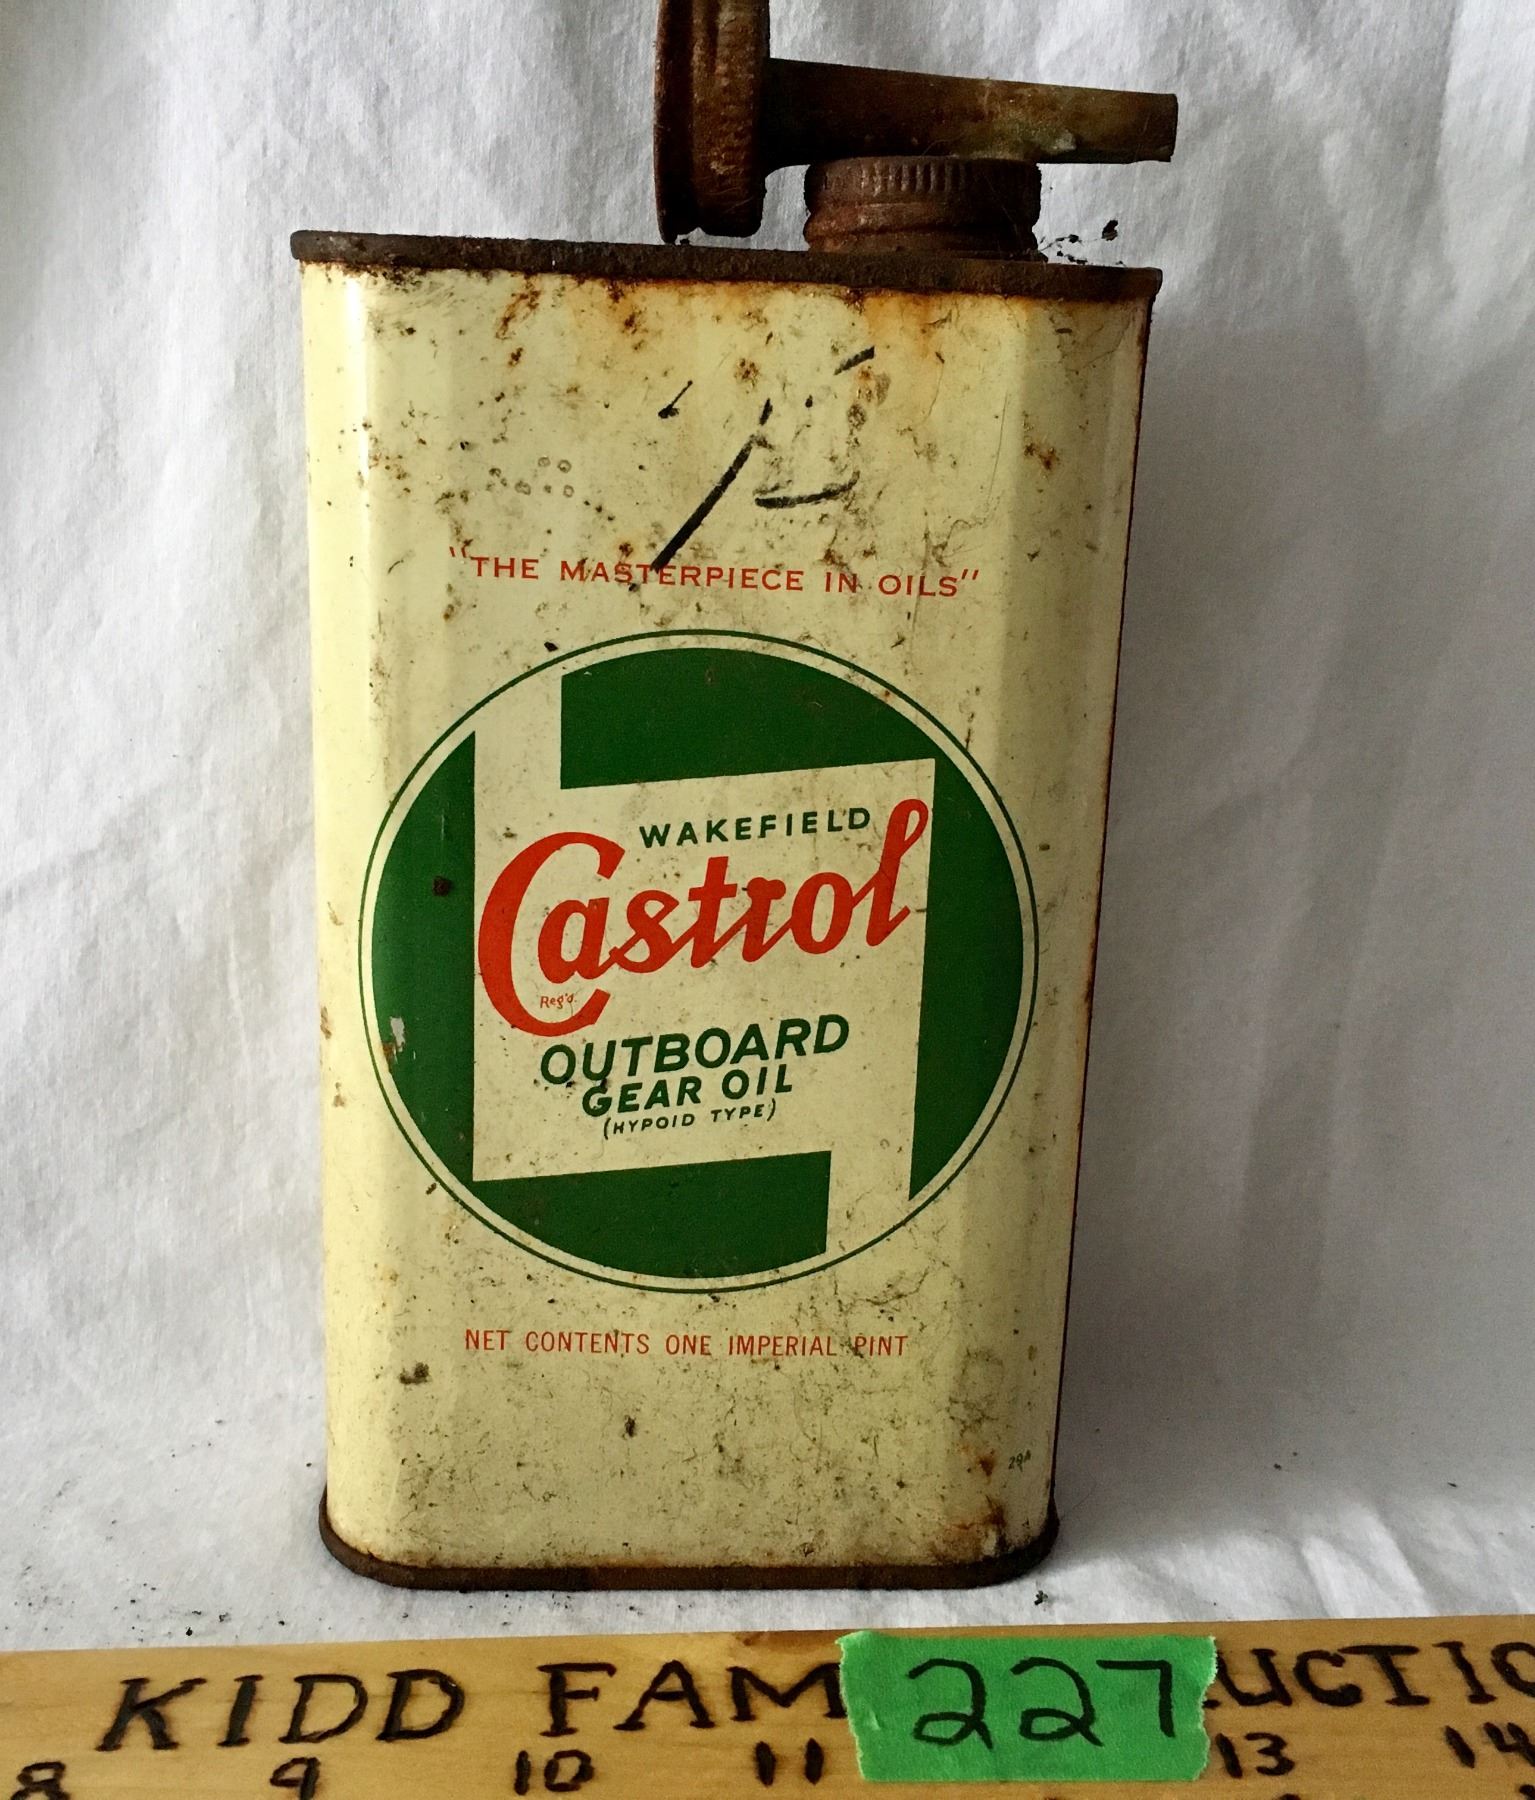 "THE MASTERPIECE IN OILS"
WAKEFIELD
Castrol
Reg'd.
OUTBOARD
GEAR OIL
(HYPOID TYPE)
NET CONTENTS ONE IMPERIAL PINT
KIDD FAM 227 UCTIO
8 9 10 11 13 14